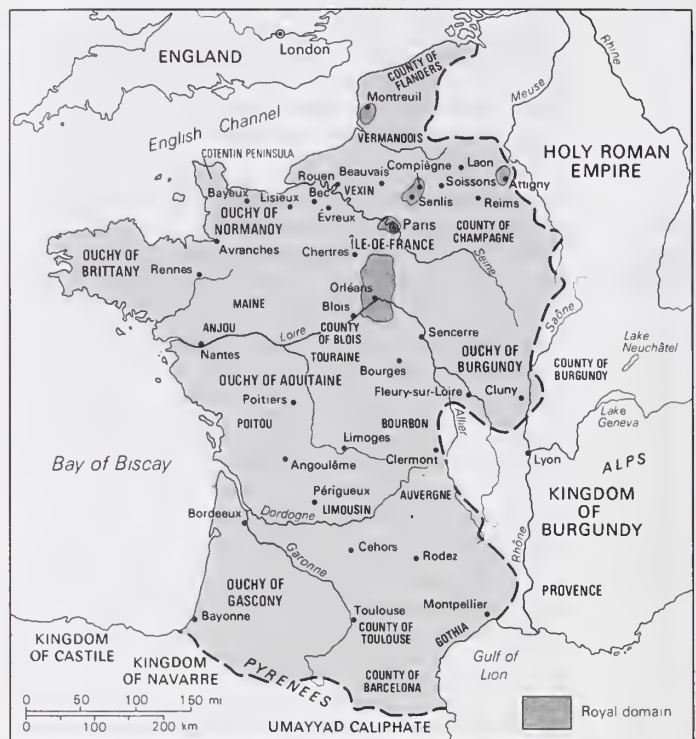 ENGLAND
London
Rhine
COUNTY OF
FLANDERS
Montreuil
Meuse
English Channel
VERMANDOIS
COTENTIN PENINSULA
HOLY ROMAN
EMPIRE
Rouen
Beauvais
Compiègne
Laon
Bayeux
Lisieux
Bec
VEXIN
Soissons
Attigny
Senlis
Reims
OUCHY OF
NORMANOY
Évreux
Paris
COUNTY OF
CHAMPAGNE
Avranches
Chertres
ÎLE-DE-FRANCE
OUCHY OF
BRITTANY
Rennes
Seine
Orléans
MAINE
Blois
Saône
ANJOU
Loire
COUNTY
OF BLOIS
Sencerre
Lake
Neuchâtel
Nantes
TOURAINE
OUCHY OF
BURGUNOY
COUNTY OF
BURGUNOY
OUCHY OF AOUITAINE
Bourges
Fleury-sur-Loire
Cluny
Poitiers
Allier
Lake
Geneva
POITOU
BOURBON
Limoges
Lyon
ALPS
Bay of Biscay
Angoulême
Clermont
Périgueux
AUVERGNE
KINGDOM
OF
BURGUNDY
Dordogne
LIMOUSIN
Bordeeux
Rhône
Garonne
Cehors
Rodez
PROVENCE
OUCHY OF
GASCONY
Bayonne
Toulouse
COUNTY OF
TOULOUSE
Montpellier
GOTHIA
KINGDOM
OF CASTILE
KINGDOM
OF NAVARRE
PYRENEES
COUNTY OF
BARCELONA
Gulf of
Lion
0 50 100 150 mi
0 100 200 km
UMAYYAD CALIPHATE
Royal domain